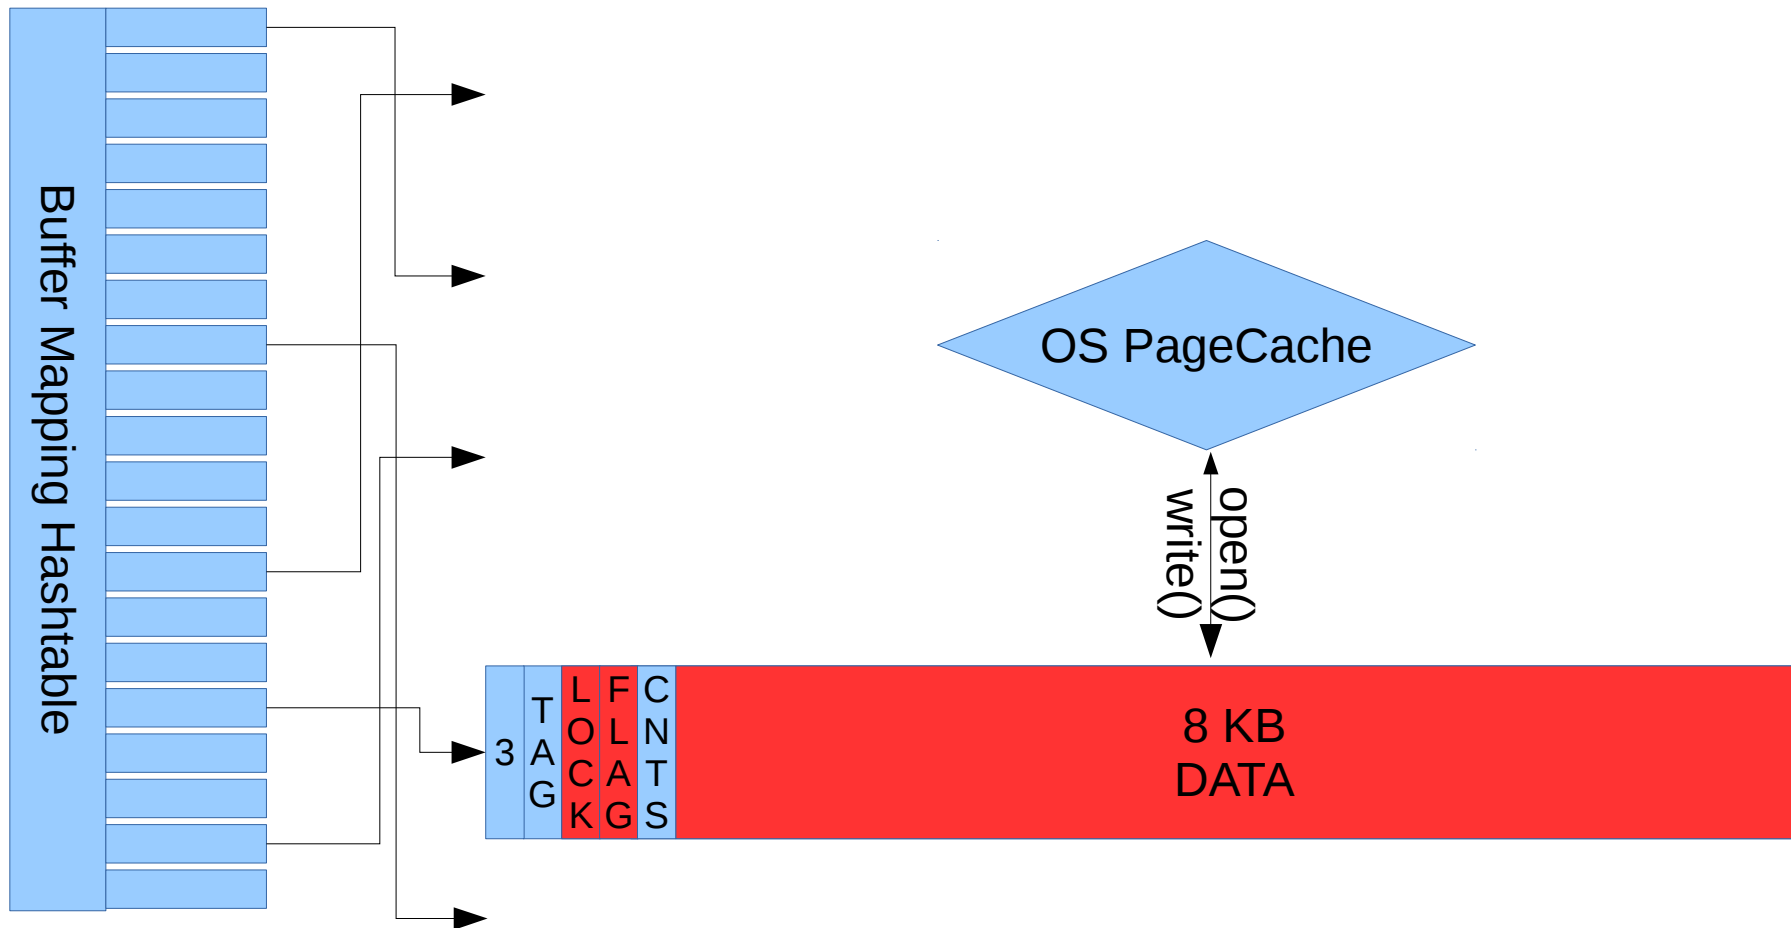 Buffer Mapping Hashtable
OS PageCache
open()
write()
3
TAG
LOCK
FLAG
CNTS
8 KB
DATA